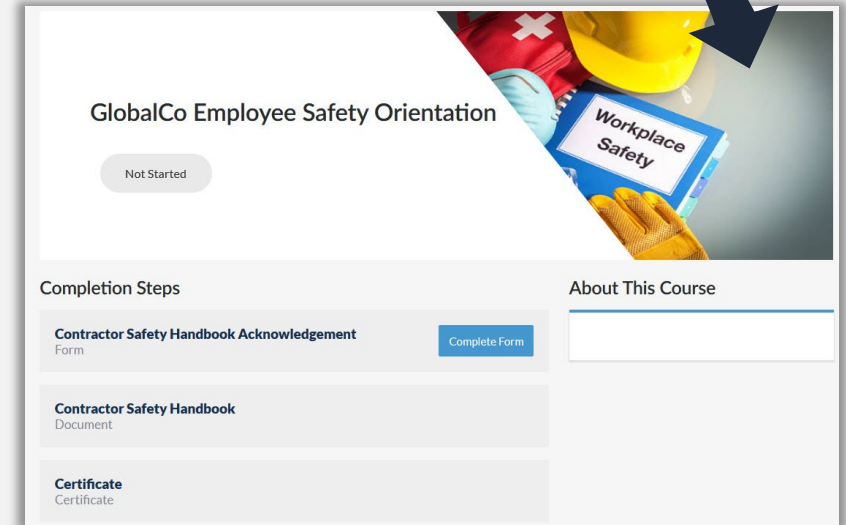 GlobalCo Employee Safety Orientation
Not Started
Workplace
Safety
Completion Steps
Contractor Safety Handbook Acknowledgement
Form
Complete Form
Contractor Safety Handbook
Document
Certificate
Certificate
About This Course